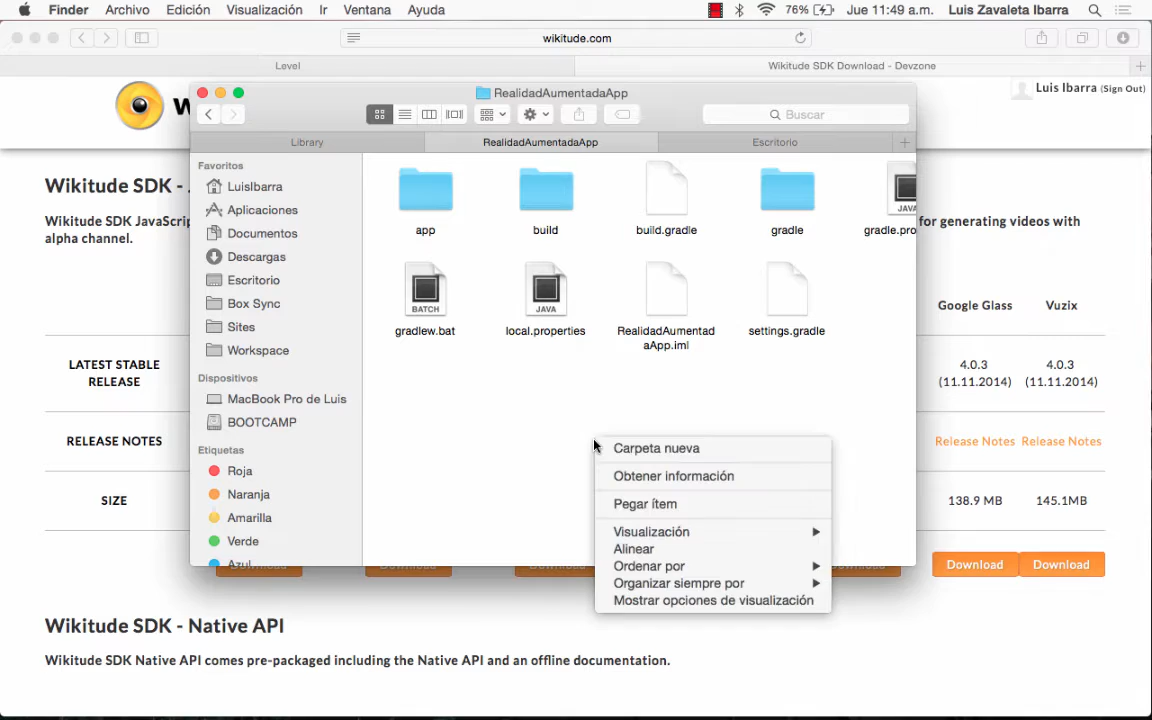 Finder Archivo Edición Visualización Ir Ventana Ayuda 76% Jue 11:49 a.m. Luis Zavaleta Ibarra
wikitude.com
Level Wikitude SDK Download - Devzone
W
Luis Ibarra (Sign Out)
RealidadAumentadaApp
Buscar
Library RealidadAumentadaApp Escritorio
Favoritos
LuisIbarra
Aplicaciones
Documentos
Descargas
Escritorio
Box Sync
Sites
Workspace
Dispositivos
MacBook Pro de Luis
BOOTCAMP
Etiquetas
Roja
Naranja
Amarilla
Verde
Azul
JAVA
app build build.gradle gradle gradle.pro
BATCH JAVA
gradlew.bat local.properties RealidadAumentad
aApp.iml settings.gradle
Carpeta nueva
Obtener información
Pegar ítem
Visualización
Alinear
Ordenar por
Organizar siempre por
Mostrar opciones de visualización
Wikitude SDK - 
Wikitude SDK JavaScrip for generating videos with
alpha channel.
Google Glass Vuzix
LATEST STABLE
RELEASE
4.0.3 4.0.3
(11.11.2014) (11.11.2014)
RELEASE NOTES Release Notes Release Notes
SIZE 138.9 MB 145.1MB
Download Download Download Download
Wikitude SDK - Native API
Wikitude SDK Native API comes pre-packaged including the Native API and an offline documentation.